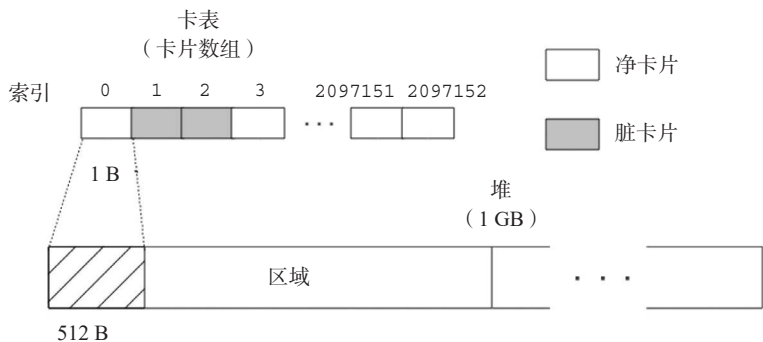 卡表
（卡片数组）
索引 0 1 2 3 2097151 2097152
净卡片
...
脏卡片
1 B
堆
（1 GB）
区域 ...
512 B